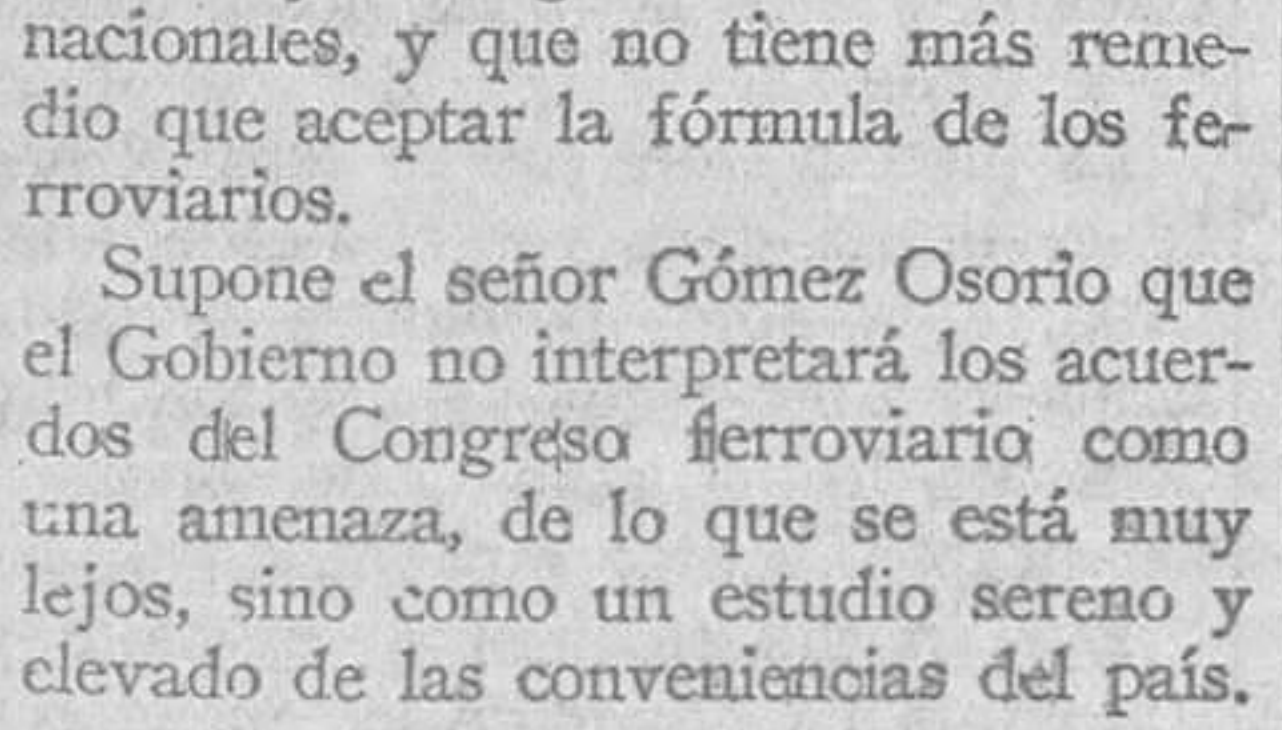 nacionales, y que no tiene más reme-
dio que aceptar la fórmula de los fe-
rroviarios.
Supone el señor Gómez Osorio que
el Gobierno no interpretará los acuer-
dos del Congreso ferroviario como
una amenaza, de lo que se está muy
lejos, sino como un estudio sereno y
elevado de las conveniencias del país.